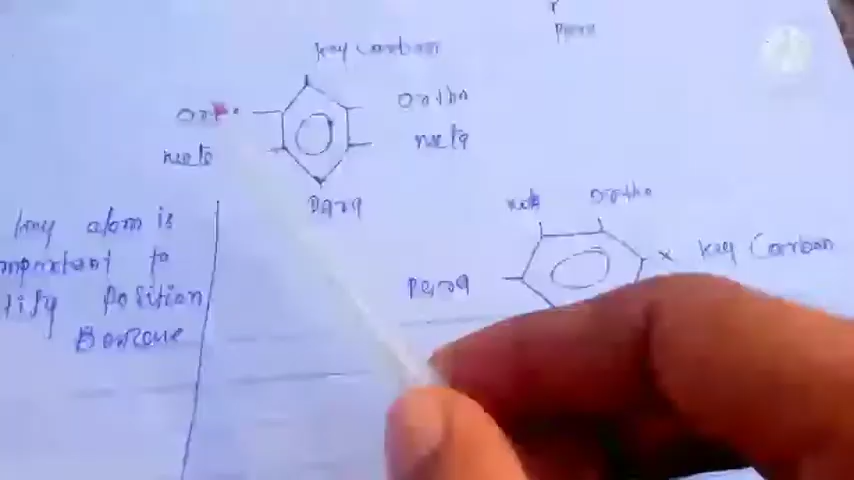 para
key carbon
ortho
ortho
meta
meta
para
key atom is
important to
position
Benzene
meta
ortho
x key Carbon
para